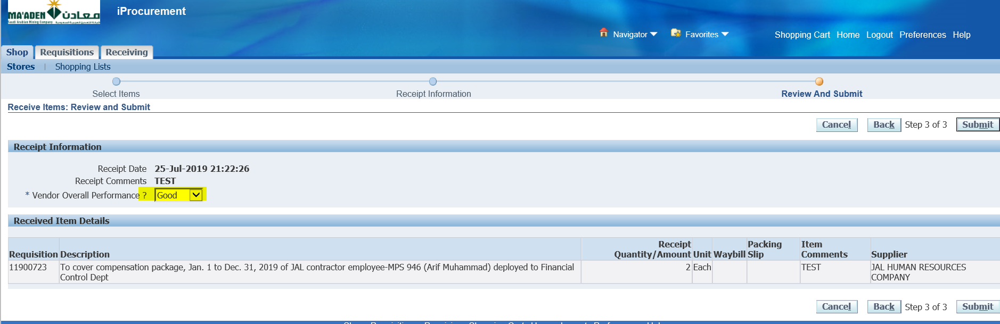 MA'ADEN معادن
Saudi Arabian Mining Company
iProcurement
Navigator Favorites Shopping Cart Home Logout Preferences Help
Shop Requisitions Receiving
Stores | Shopping Lists
Select Items Receipt Information Review And Submit
Receive Items: Review and Submit
Cancel Back Step 3 of 3 Submit
Receipt Information
Receipt Date 25-Jul-2019 21:22:26
Receipt Comments TEST
* Vendor Overall Performance ? Good
Received Item Details
Receipt Packing Item
Requisition Description Quantity/Amount Unit Waybill Slip Comments Supplier
11900723 To cover compensation package, Jan. 1 to Dec. 31, 2019 of JAL contractor employee-MPS 946 (Arif Muhammad) deployed to Financial 2 Each TEST JAL HUMAN RESOURCES
Control Dept COMPANY
Cancel Back Step 3 of 3 Submit